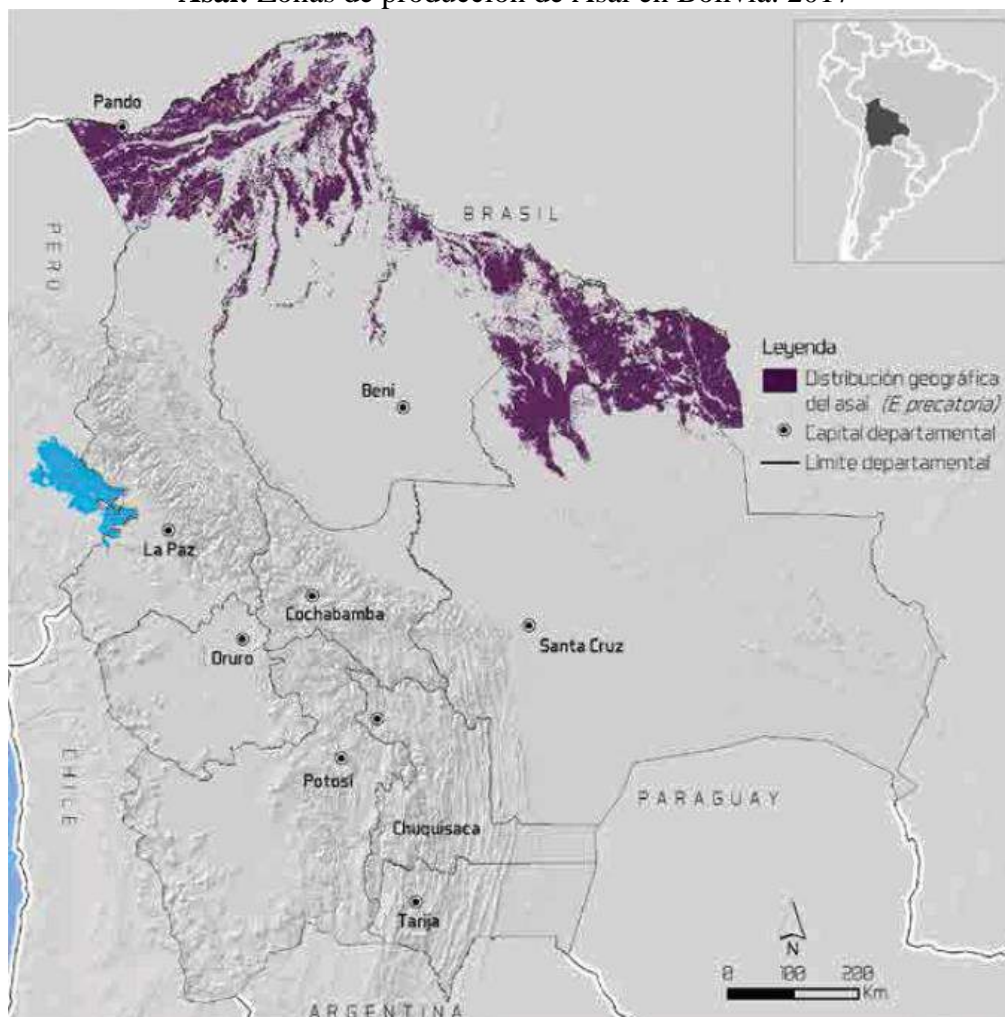 Asaí: Zonas de producción de Asaí en Bolivia. 2017
Pando
BRASIL
PERÚ
Leyenda
Distribución geográfica
del asaí (E. precatoria)
Capital departamental
Límite departamental
Beni
La Paz
Cochabamba
Oruro
Santa Cruz
Potosí
CHILE
PARAGUAY
Chuquisaca
Tarija
N
0 100 200
Km.
ARGENTINA